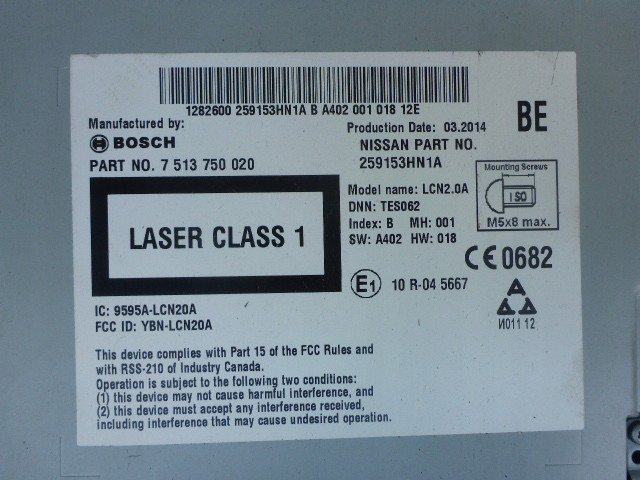 1282600 259153HN1A B A402 001 018 12E
Manufactured by:
BOSCH
PART NO. 7 513 750 020
Production Date: 03.2014
BE
NISSAN PART NO.
259153HN1A
Model name: LCN2.0A
DNN: TES062
Index: B MH: 001
SW: A402 HW: 018
Mounting Screws
ISO
M5x8 max.
LASER CLASS 1
CE0682
E1 10 R-04 5667
И011 12
IC: 9595A-LCN20A
FCC ID: YBN-LCN20A
This device complies with Part 15 of the FCC Rules and
with RSS-210 of Industry Canada.
Operation is subject to the following two conditions:
(1) this device may not cause harmful interference, and
(2) this device must accept any interference received,
including interference that may cause undesired operation.